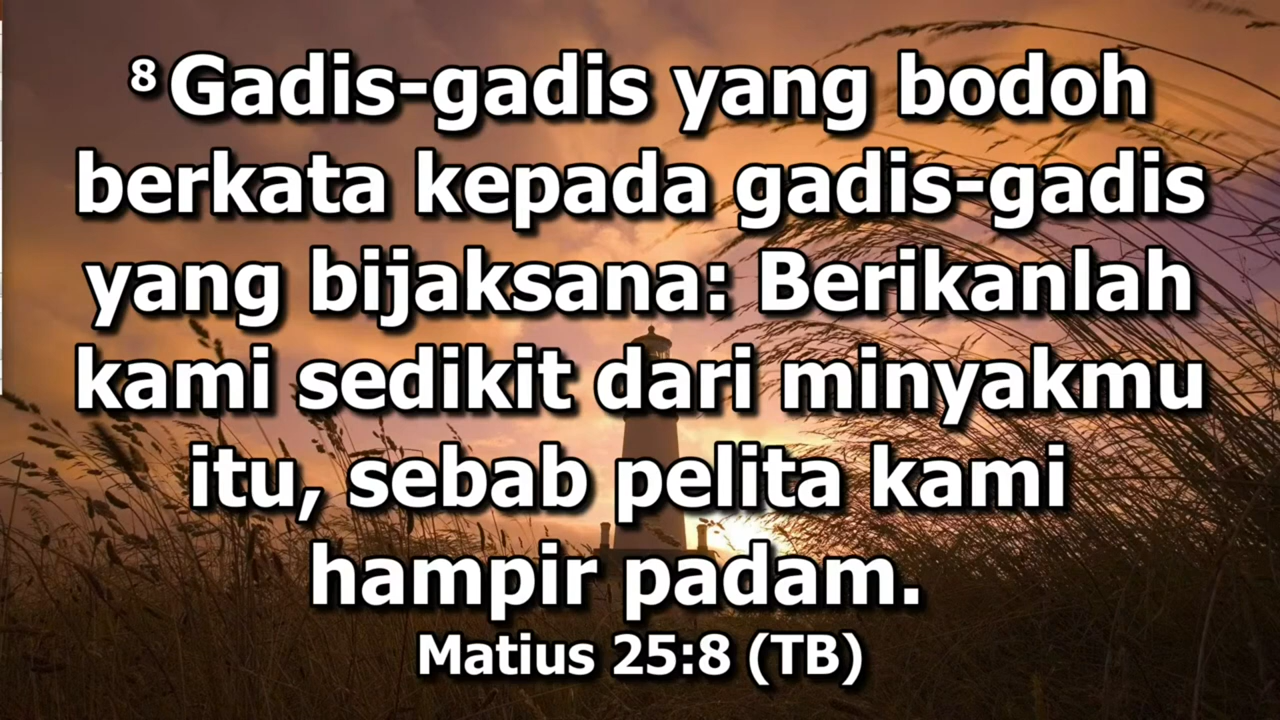 ⁸Gadis-gadis yang bodoh
berkata kepada gadis-gadis
yang bijaksana: Berikanlah
kami sedikit dari minyakmu
itu, sebab pelita kami
hampir padam.
Matius 25:8 (TB)